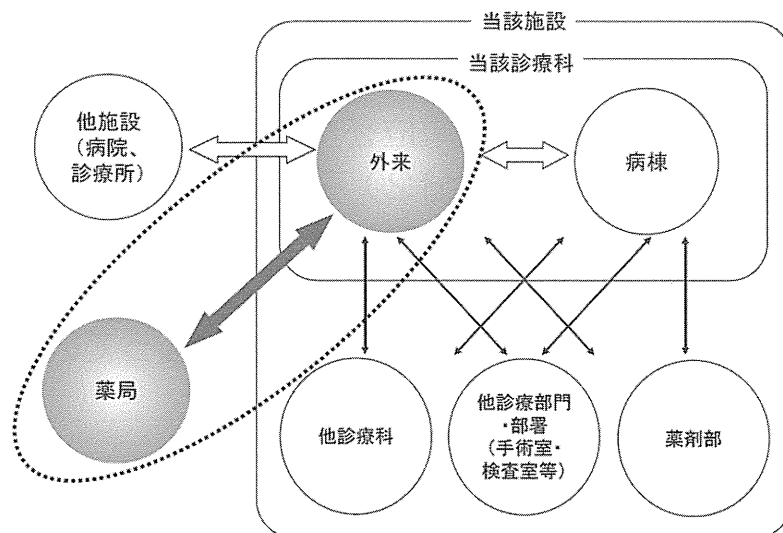 当該施設
当該診療科
他施設
（病院、
診療所）
外来
病棟
薬局
他診療科
他診療部門
・部署
（手術室・
検査室等）
薬剤部